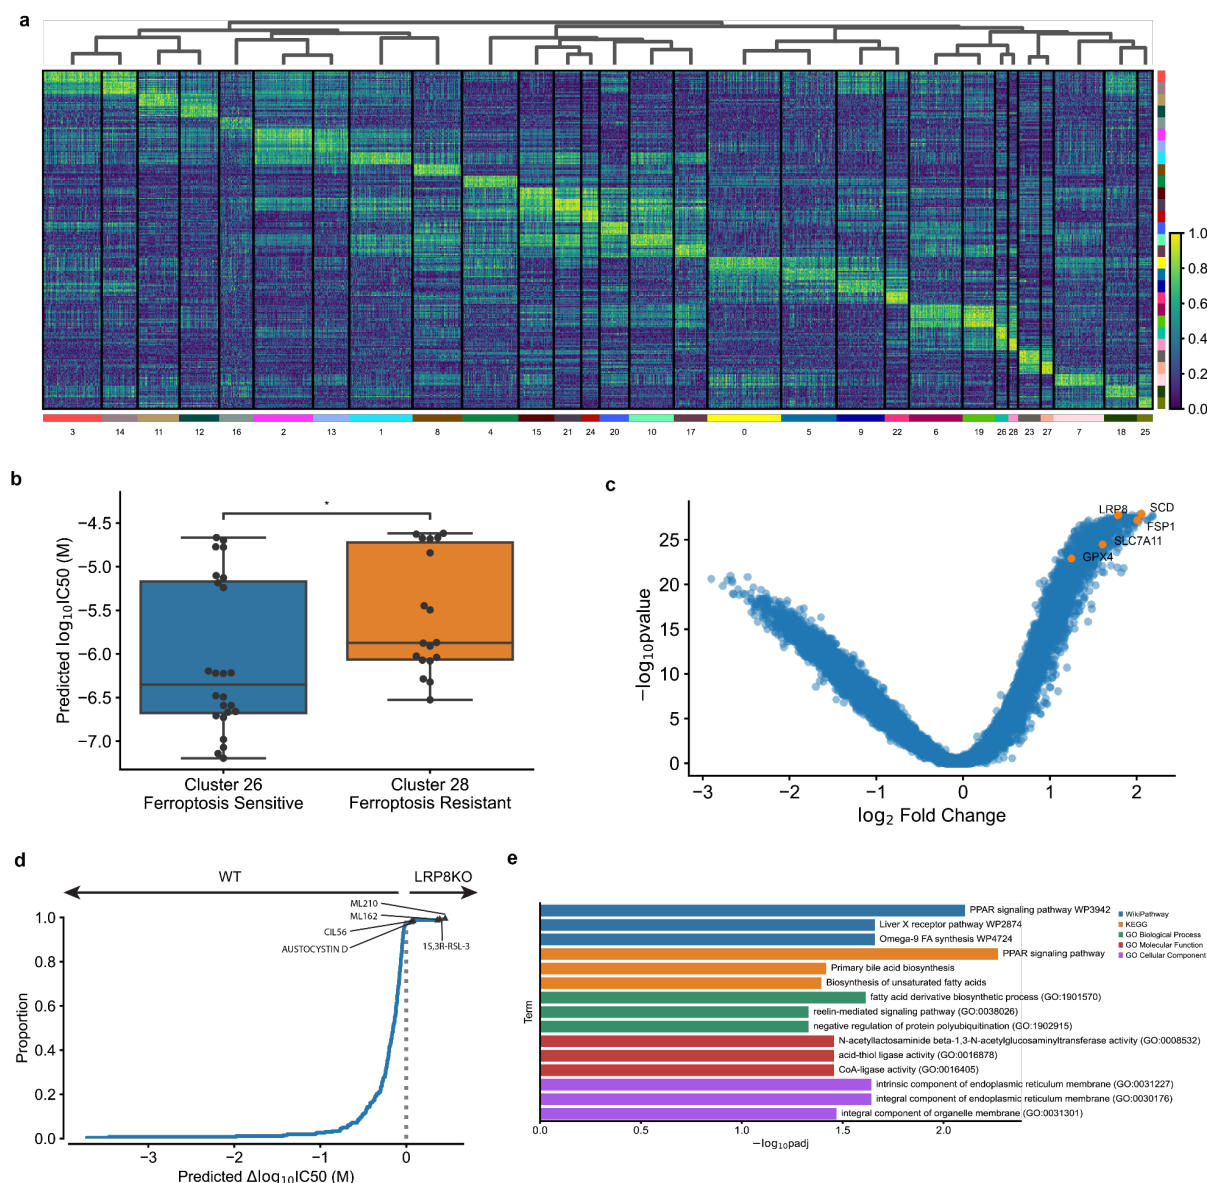 a
1.0
0.8
0.6
0.4
0.2
0.0
3 14 11 12 16 2 13 1 8 4 15 21 24 20 10 17 0 5 9 22 6 19 26 28 23 27 7 18 25
b
Predicted log10IC50 (M)
−4.5
−5.0
−5.5
−6.0
−6.5
−7.0
*
Cluster 26
Ferroptosis Sensitive
Cluster 28
Ferroptosis Resistant
c
−log10pvalue
25
20
15
10
5
0
LRP8
SCD
FSP1
SLC7A11
GPX4
−3 −2 −1 0 1 2
log2 Fold Change
d
WT
LRP8KO
ML210
ML162
CIL56
AUSTOCYSTIN D
1S,3R-RSL-3
Proportion
1.0
0.8
0.6
0.4
0.2
0.0
−3 −2 −1 0
Predicted Δlog10IC50 (M)
e
Term
PPAR signaling pathway WP3942
Liver X receptor pathway WP2874
Omega-9 FA synthesis WP4724
PPAR signaling pathway
Primary bile acid biosynthesis
Biosynthesis of unsaturated fatty acids
fatty acid derivative biosynthetic process (GO:1901570)
reelin-mediated signaling pathway (GO:0038026)
negative regulation of protein polyubiquitination (GO:1902915)
N-acetyllactosaminide beta-1,3-N-acetylglucosaminyltransferase activity (GO:0008532)
acid-thiol ligase activity (GO:0016878)
CoA-ligase activity (GO:0016405)
intrinsic component of endoplasmic reticulum membrane (GO:0031227)
integral component of endoplasmic reticulum membrane (GO:0030176)
integral component of organelle membrane (GO:0031301)
WikiPathway
KEGG
GO Biological Process
GO Molecular Function
GO Cellular Component
0.0 0.5 1.0 1.5 2.0
−log10padj